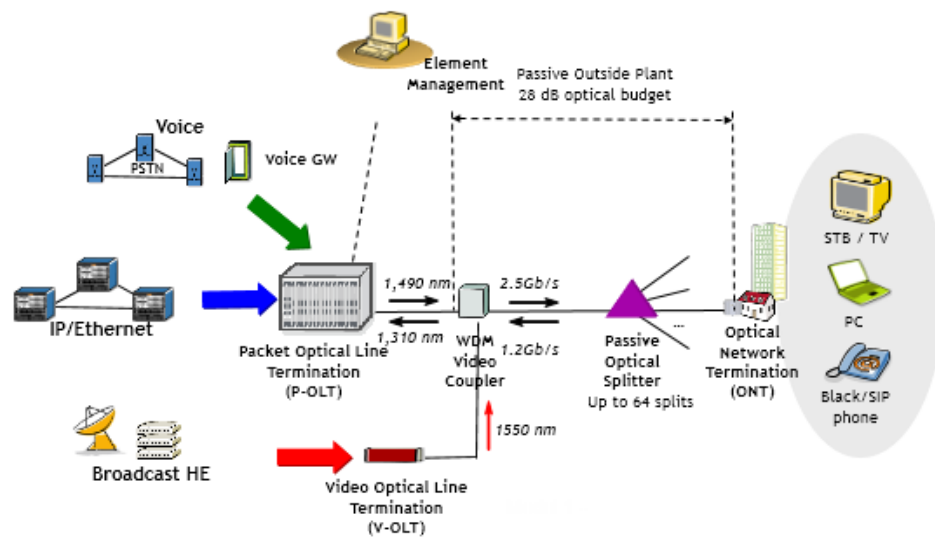 Element
Management
Passive Outside Plant
28 dB optical budget
Voice
PSTN
Voice GW
STB / TV
IP/Ethernet
1,490 nm
2.5Gb/s
1,310 nm
1.2Gb/s
Packet Optical Line
Termination
(P-OLT)
WDM
Video
Coupler
Passive
Optical
Splitter
Up to 64 splits
...
Optical
Network
Termination
(ONT)
PC
Black/SIP
phone
1550 nm
Broadcast HE
Video Optical Line
Termination
(V-OLT)